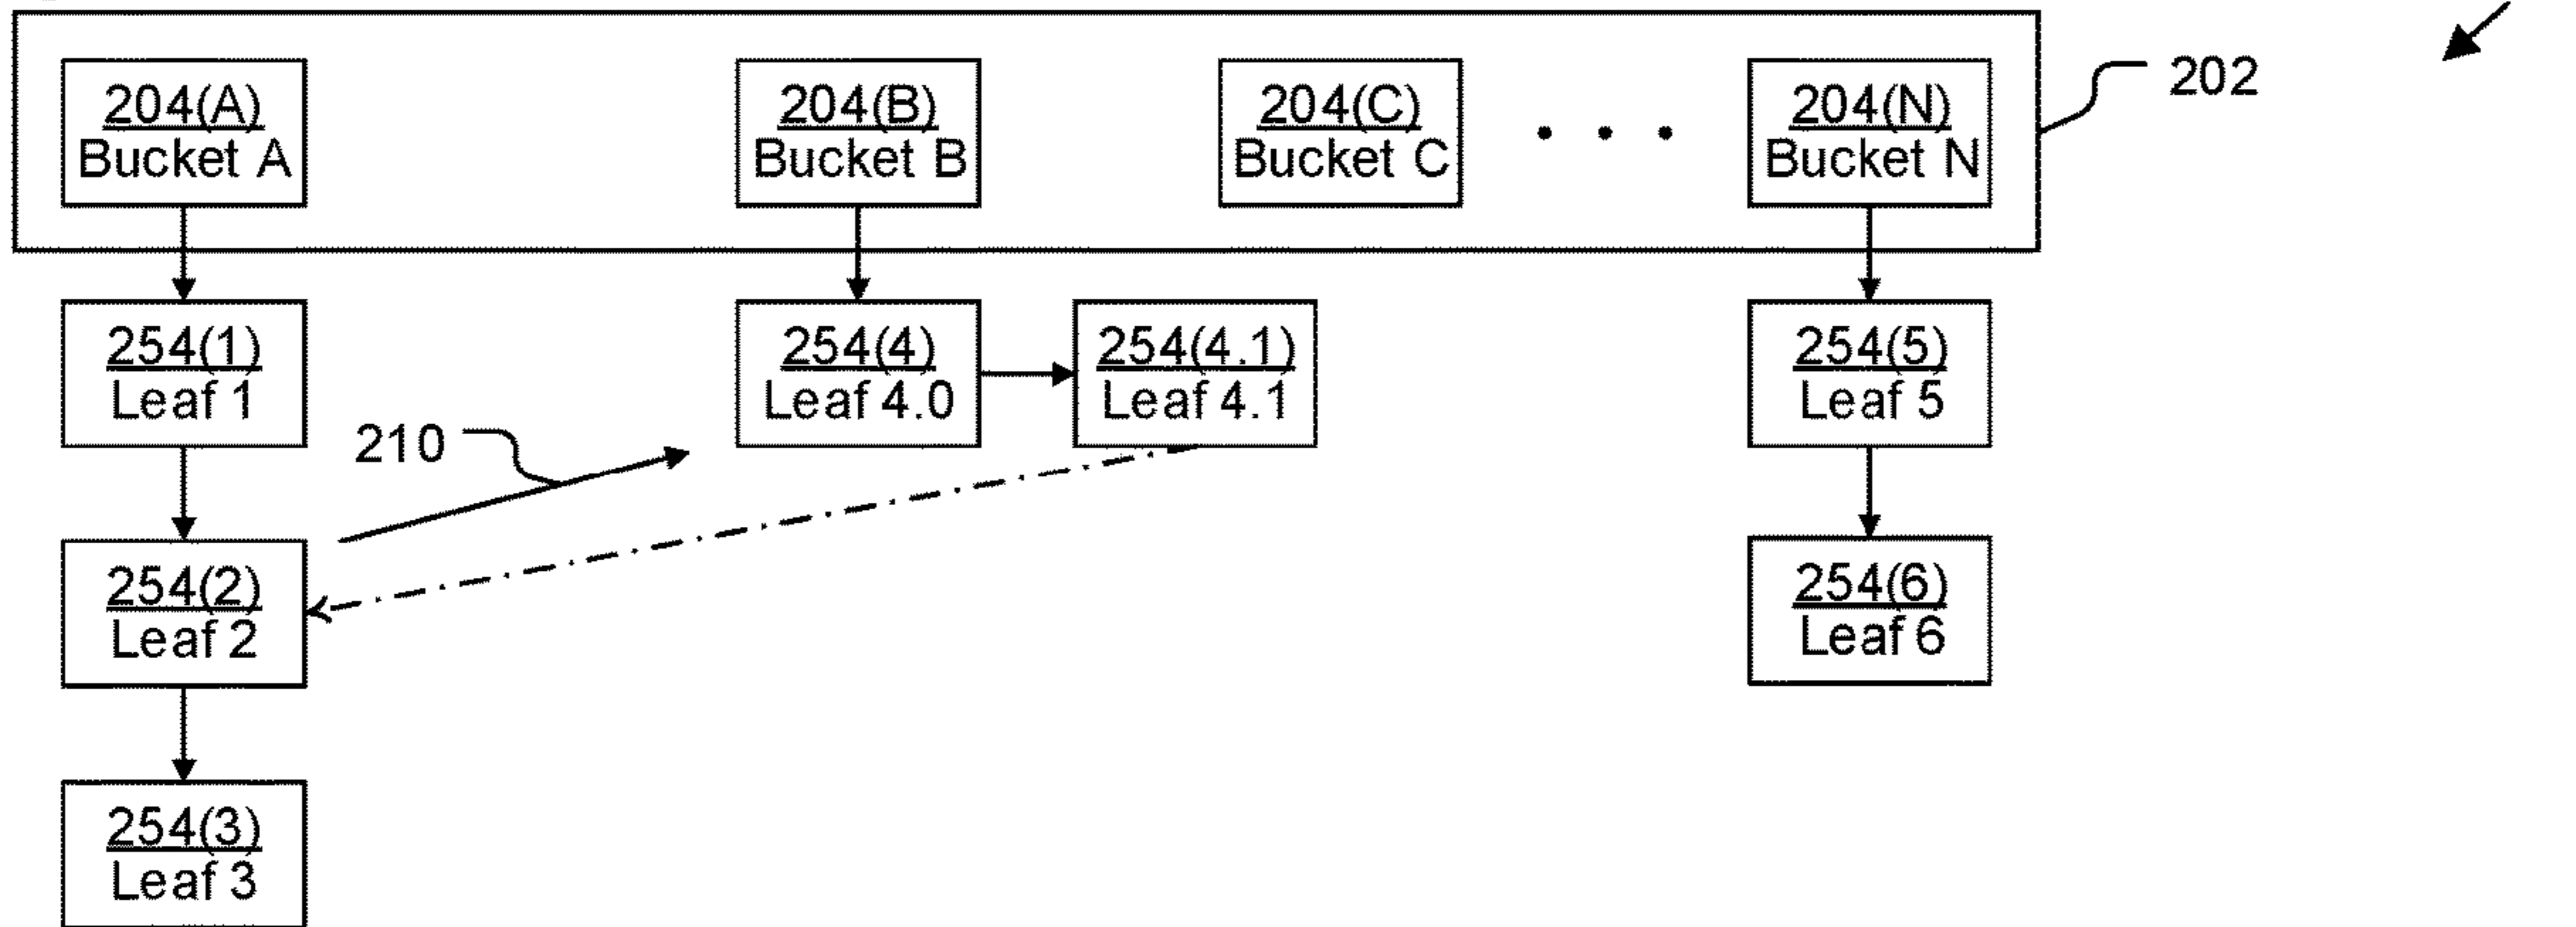 204(A)
Bucket A
204(B)
Bucket B
204(C)
Bucket C
• • •
204(N)
Bucket N
202
254(1)
Leaf 1
254(4)
Leaf 4.0
254(4.1)
Leaf 4.1
254(5)
Leaf 5
210
254(2)
Leaf 2
254(6)
Leaf 6
254(3)
Leaf 3